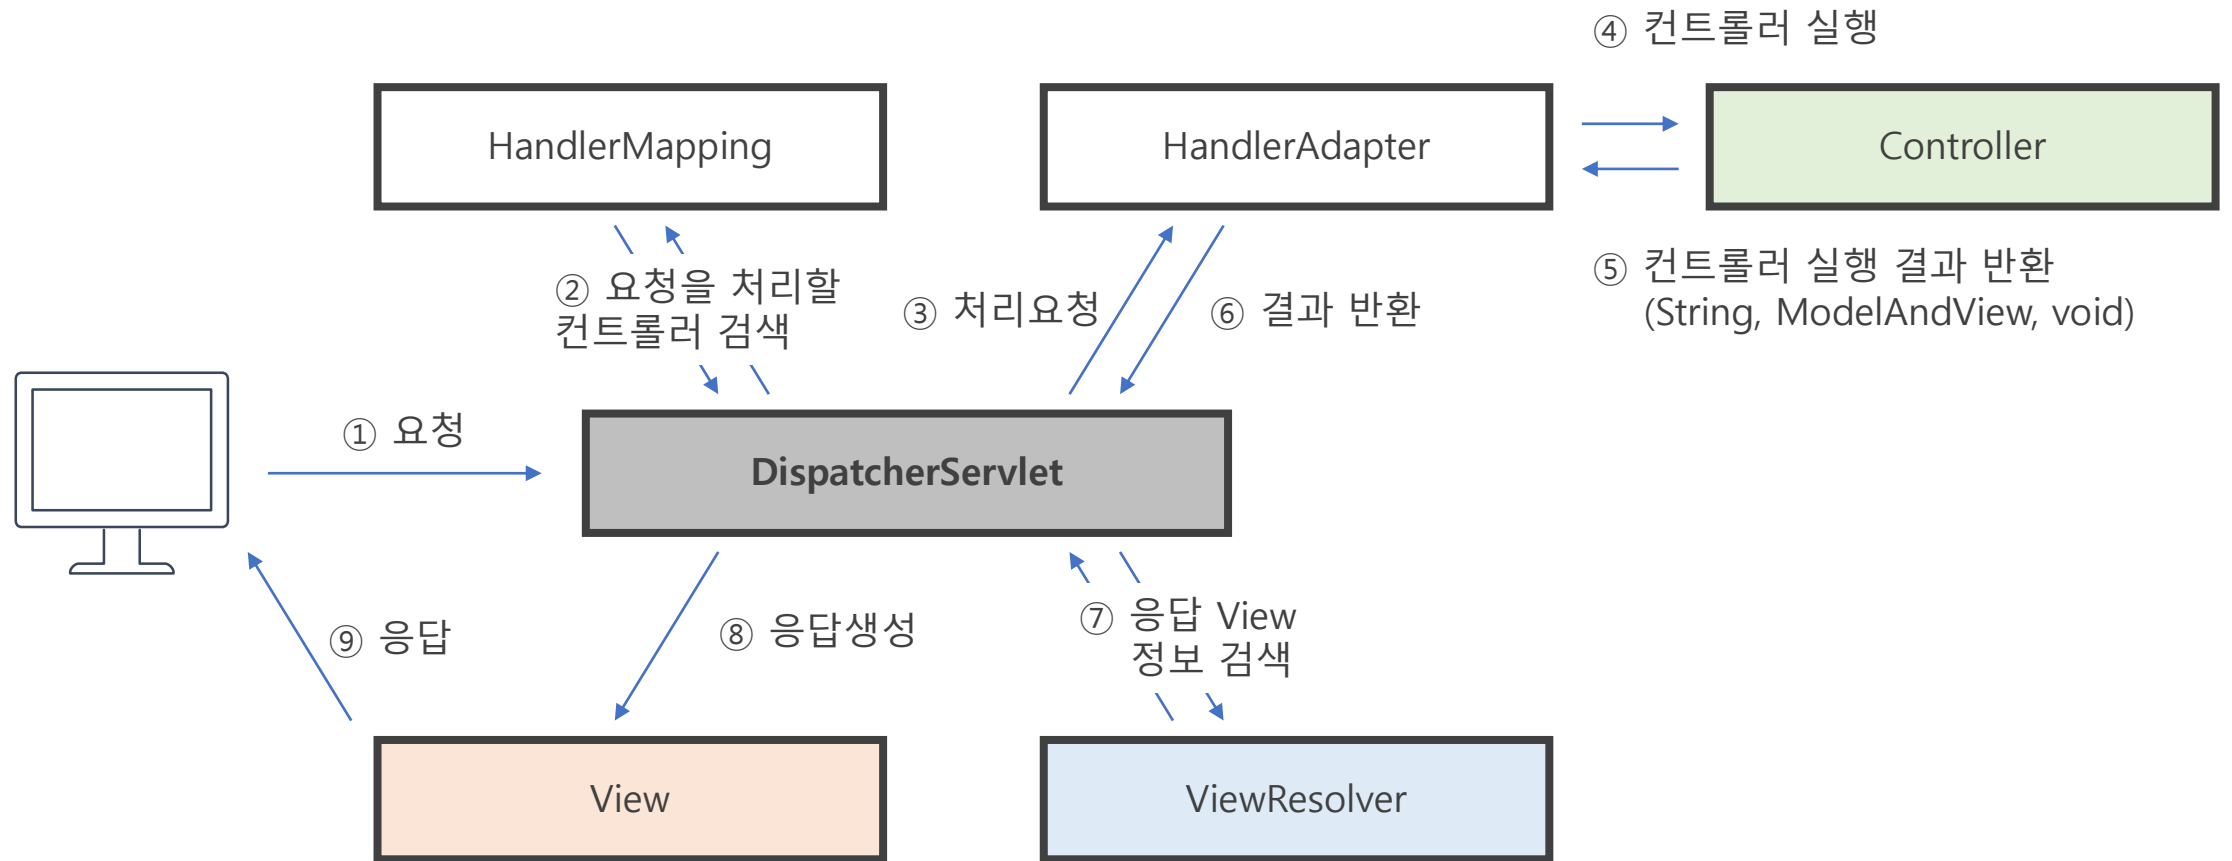 ④ 컨트롤러 실행
HandlerMapping
HandlerAdapter
Controller
② 요청을 처리할
컨트롤러 검색
③ 처리요청
⑥ 결과 반환
⑤ 컨트롤러 실행 결과 반환
(String, ModelAndView, void)
① 요청
DispatcherServlet
⑨ 응답
⑧ 응답생성
⑦ 응답 View
정보 검색
View
ViewResolver